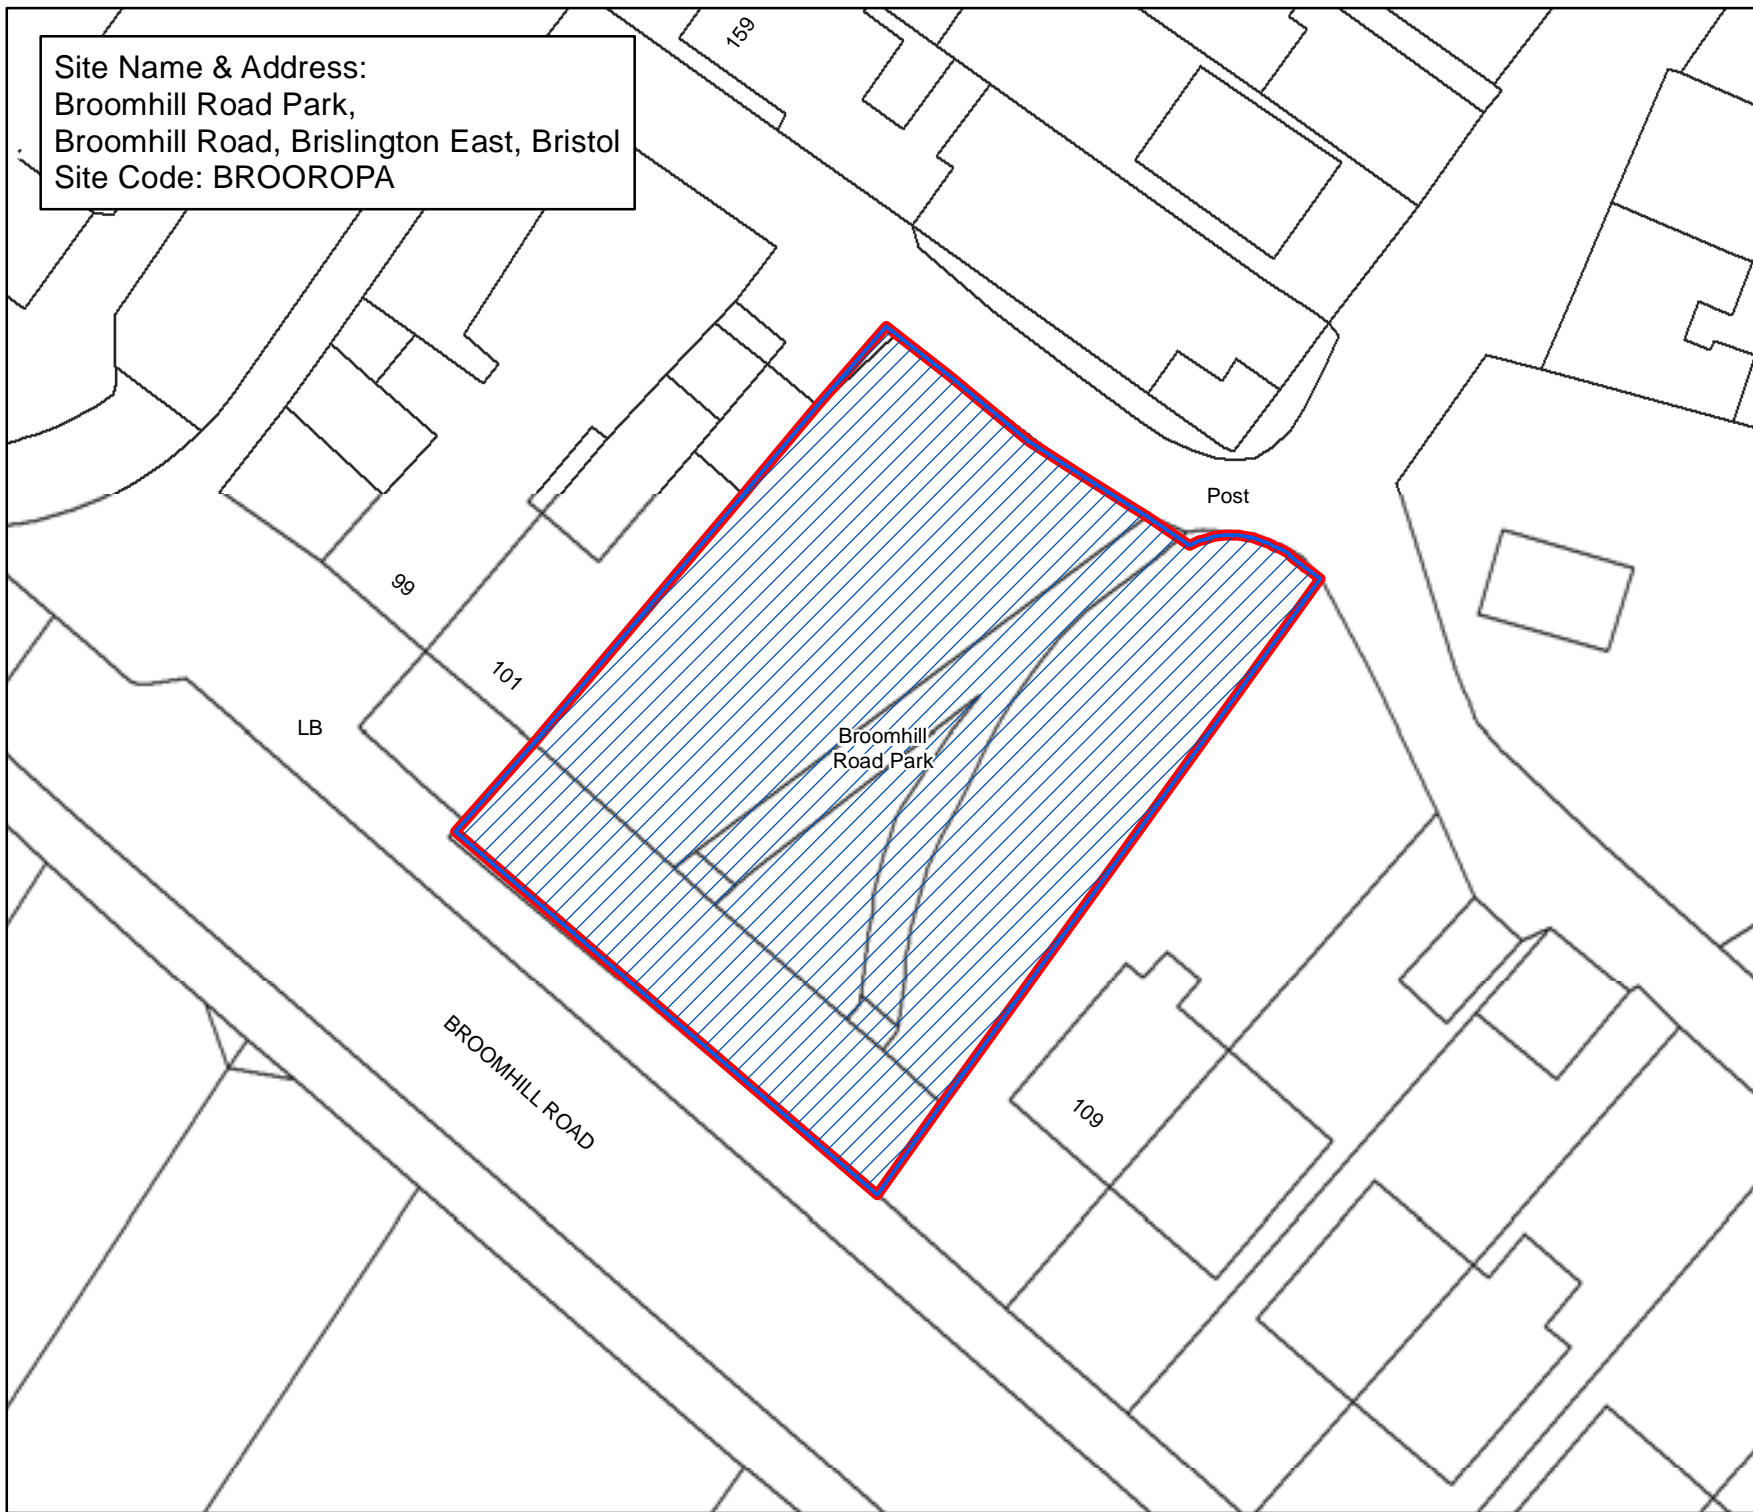 159
Site Name & Address:
Broomhill Road Park,
Broomhill Road, Brislington East, Bristol
Site Code: BROOROPA
Post
99
101
LB
Broomhill
Road Park
BROOMHILL ROAD
109